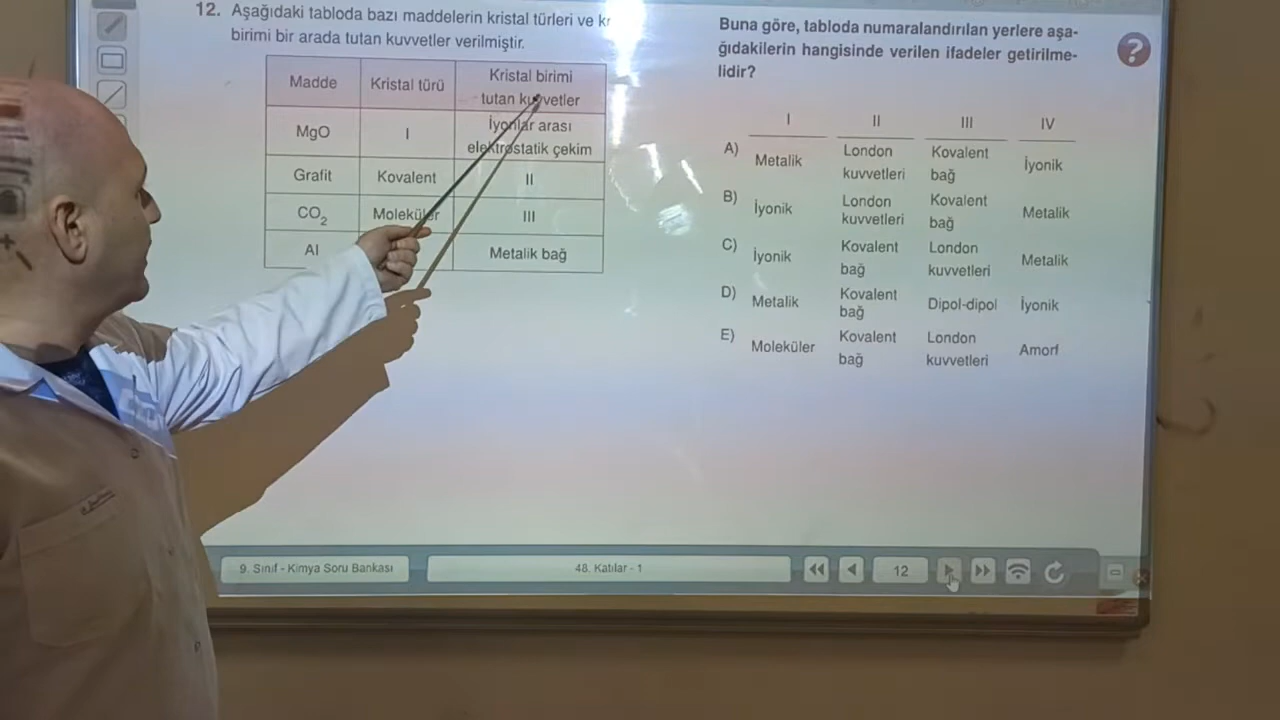 12. Aşağıdaki tabloda bazı maddelerin kristal türleri ve
birimi bir arada tutan kuvvetler verilmiştir.
Madde Kristal türü Kristal birimi
tutan kuvvetler
MgO I İyonlar arası
elektrostatik çekim
Grafit Kovalent II
CO2 Moleküler III
Al Metalik bağ
Buna göre, tabloda numaralandırılan yerlere aşa-
ğıdakilerin hangisinde verilen ifadeler getirilme-
lidir?
?
I II III IV
A) Metalik London kuvvetleri Kovalent bağ İyonik
B) İyonik London kuvvetleri Kovalent bağ Metalik
C) İyonik Kovalent bağ London kuvvetleri Metalik
D) Metalik Kovalent bağ Dipol-dipol İyonik
E) Moleküler Kovalent bağ London kuvvetleri Amorf
9. Sınıf - Kimya Soru Bankası 48. Katılar - 1 12